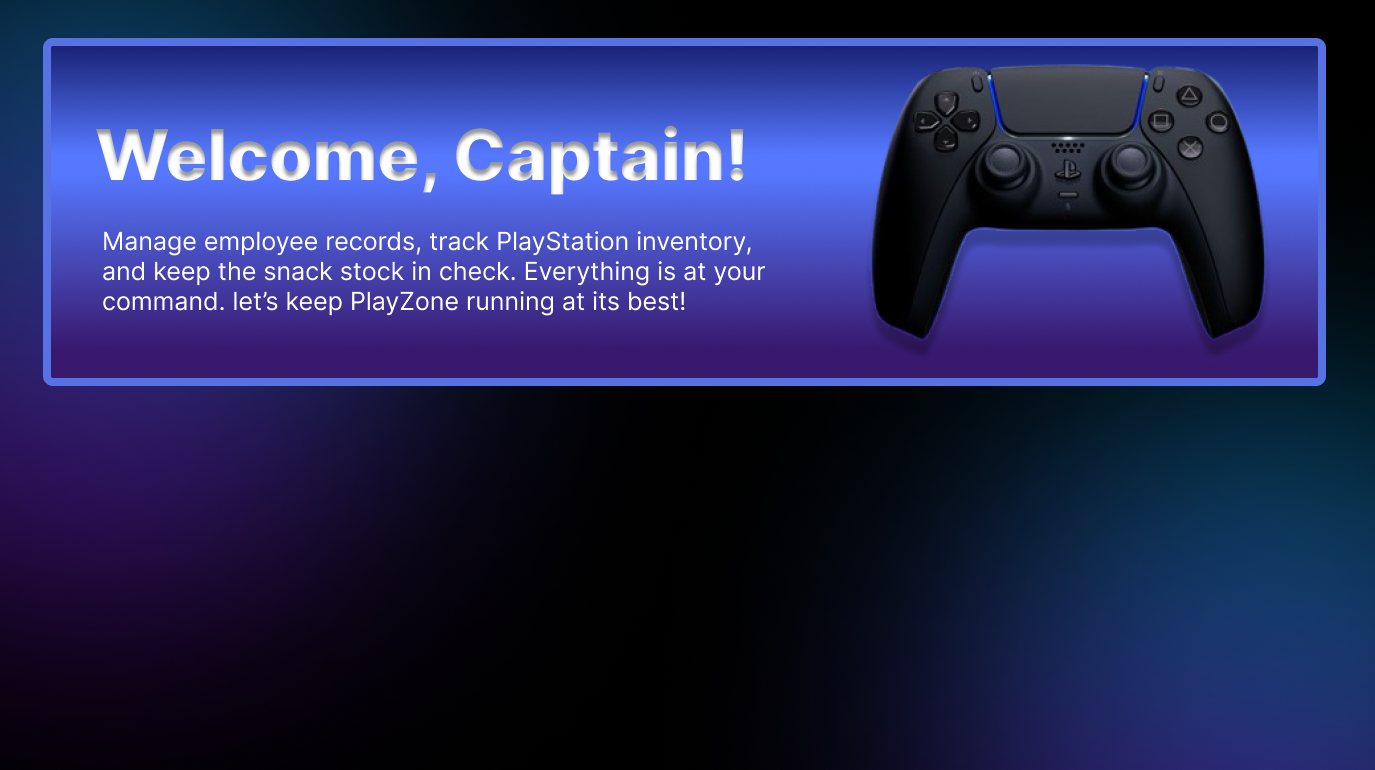 Welcome, Captain!
Manage employee records, track PlayStation inventory,
and keep the snack stock in check. Everything is at your
command. let’s keep PlayZone running at its best!